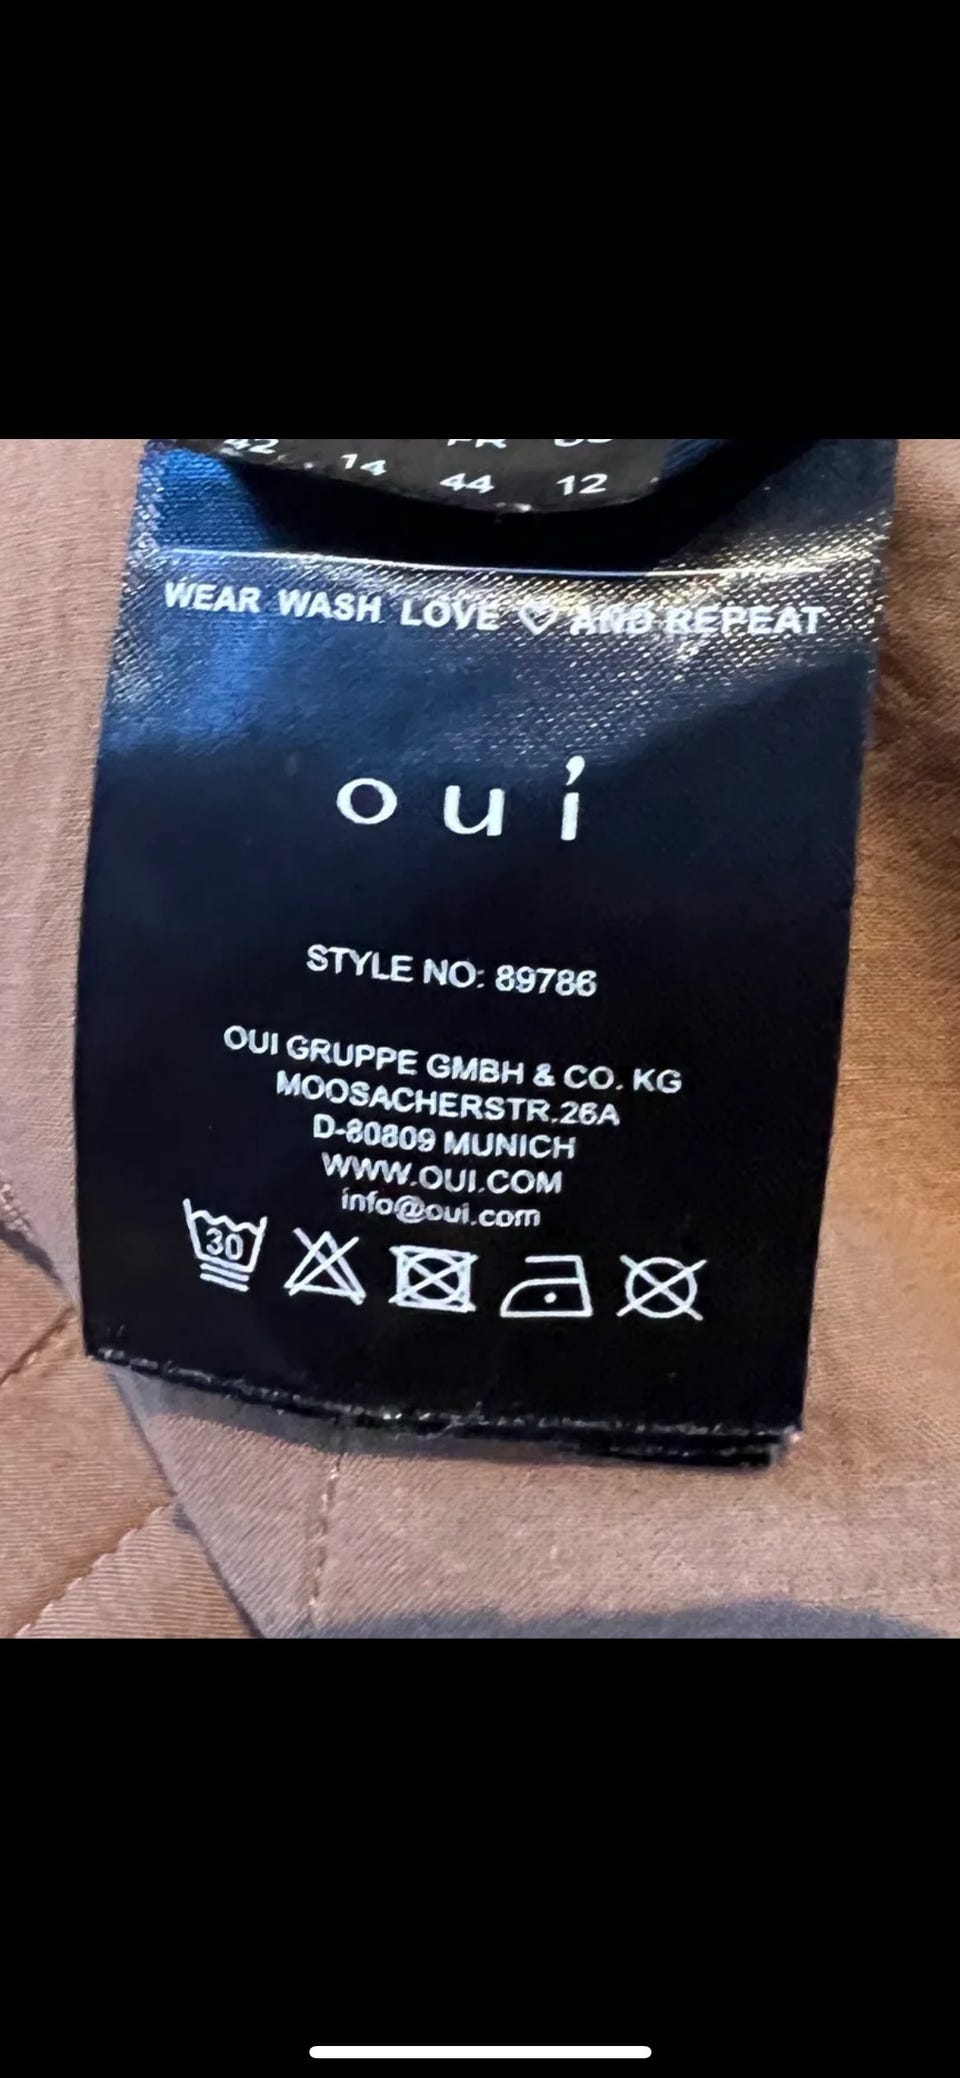 42 14 44 12
WEAR WASH LOVE ♡ AND REPEAT
oui
STYLE NO: 89786
OUI GRUPPE GMBH & CO. KG
MOOSACHERSTR.26A
D-80809 MUNICH
WWW.OUI.COM
info@oui.com
30